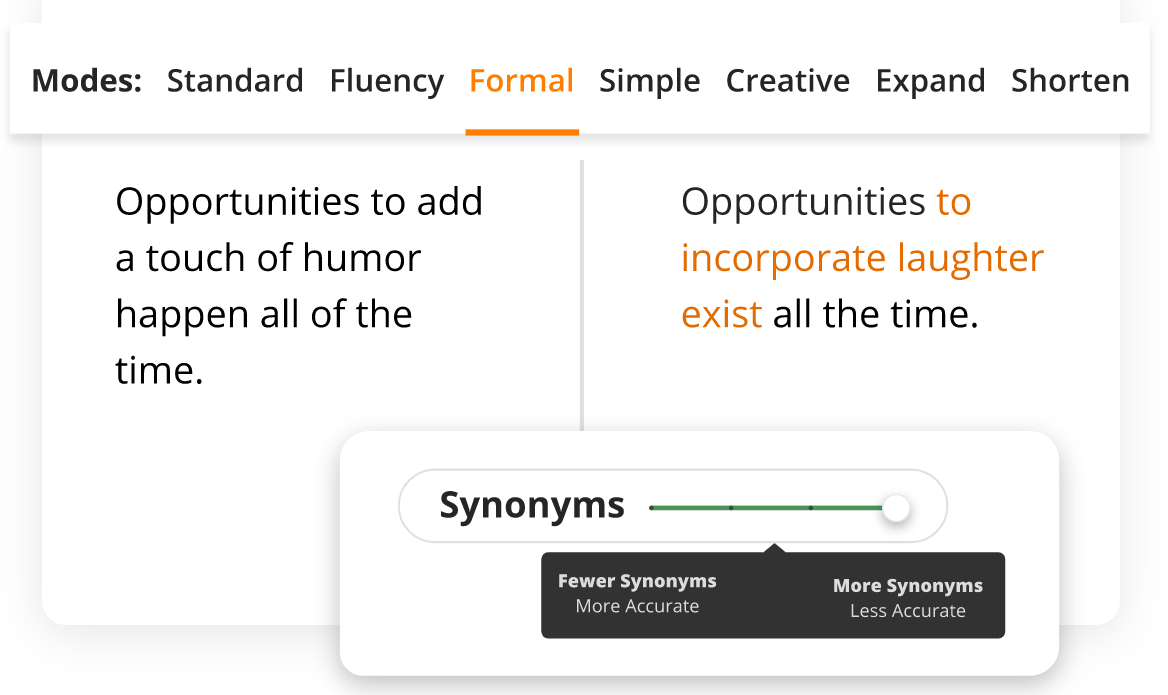 Modes: Standard Fluency Formal Simple Creative Expand Shorten
Opportunities to add
a touch of humor
happen all of the
time.
Opportunities to
incorporate laughter
exist all the time.
Synonyms
Fewer Synonyms
More Accurate
More Synonyms
Less Accurate